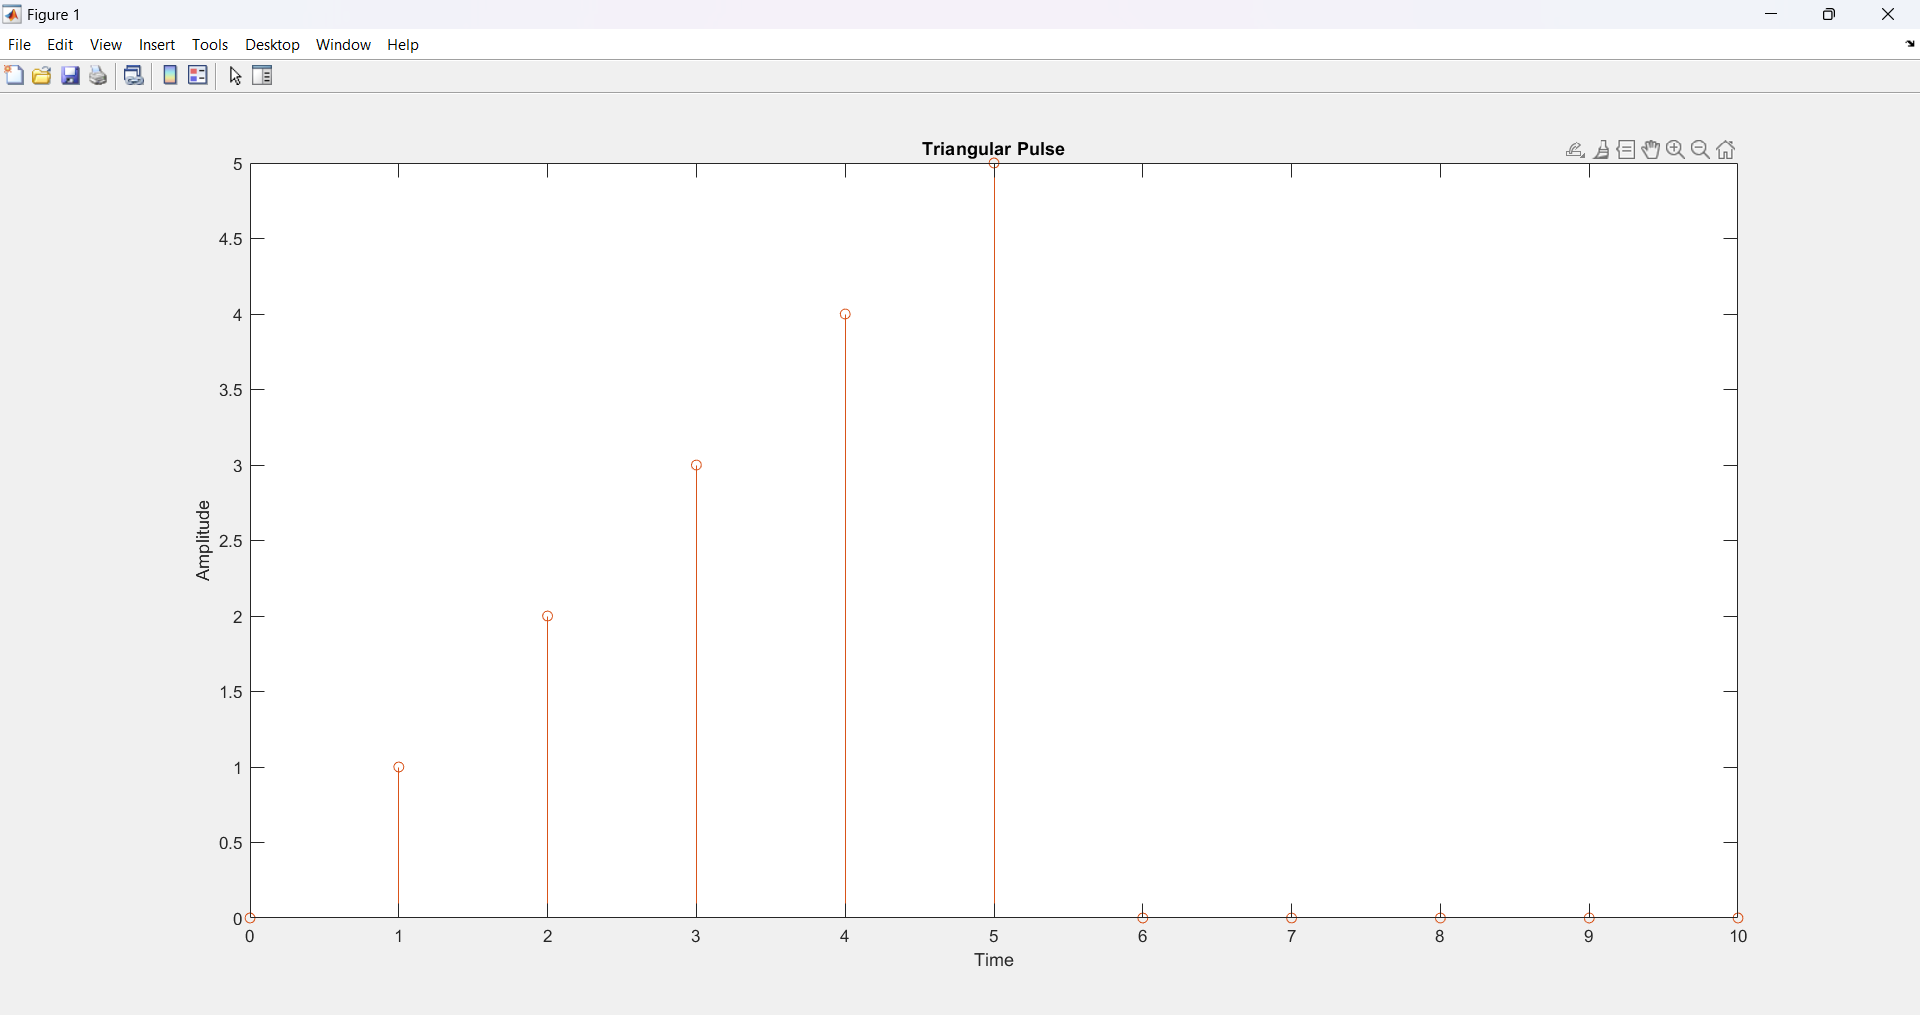 Figure 1
File Edit View Insert Tools Desktop Window Help
Triangular Pulse
5
4.5
4
3.5
3
2.5
2
1.5
1
0.5
0
Amplitude
0 1 2 3 4 5 6 7 8 9 10
Time